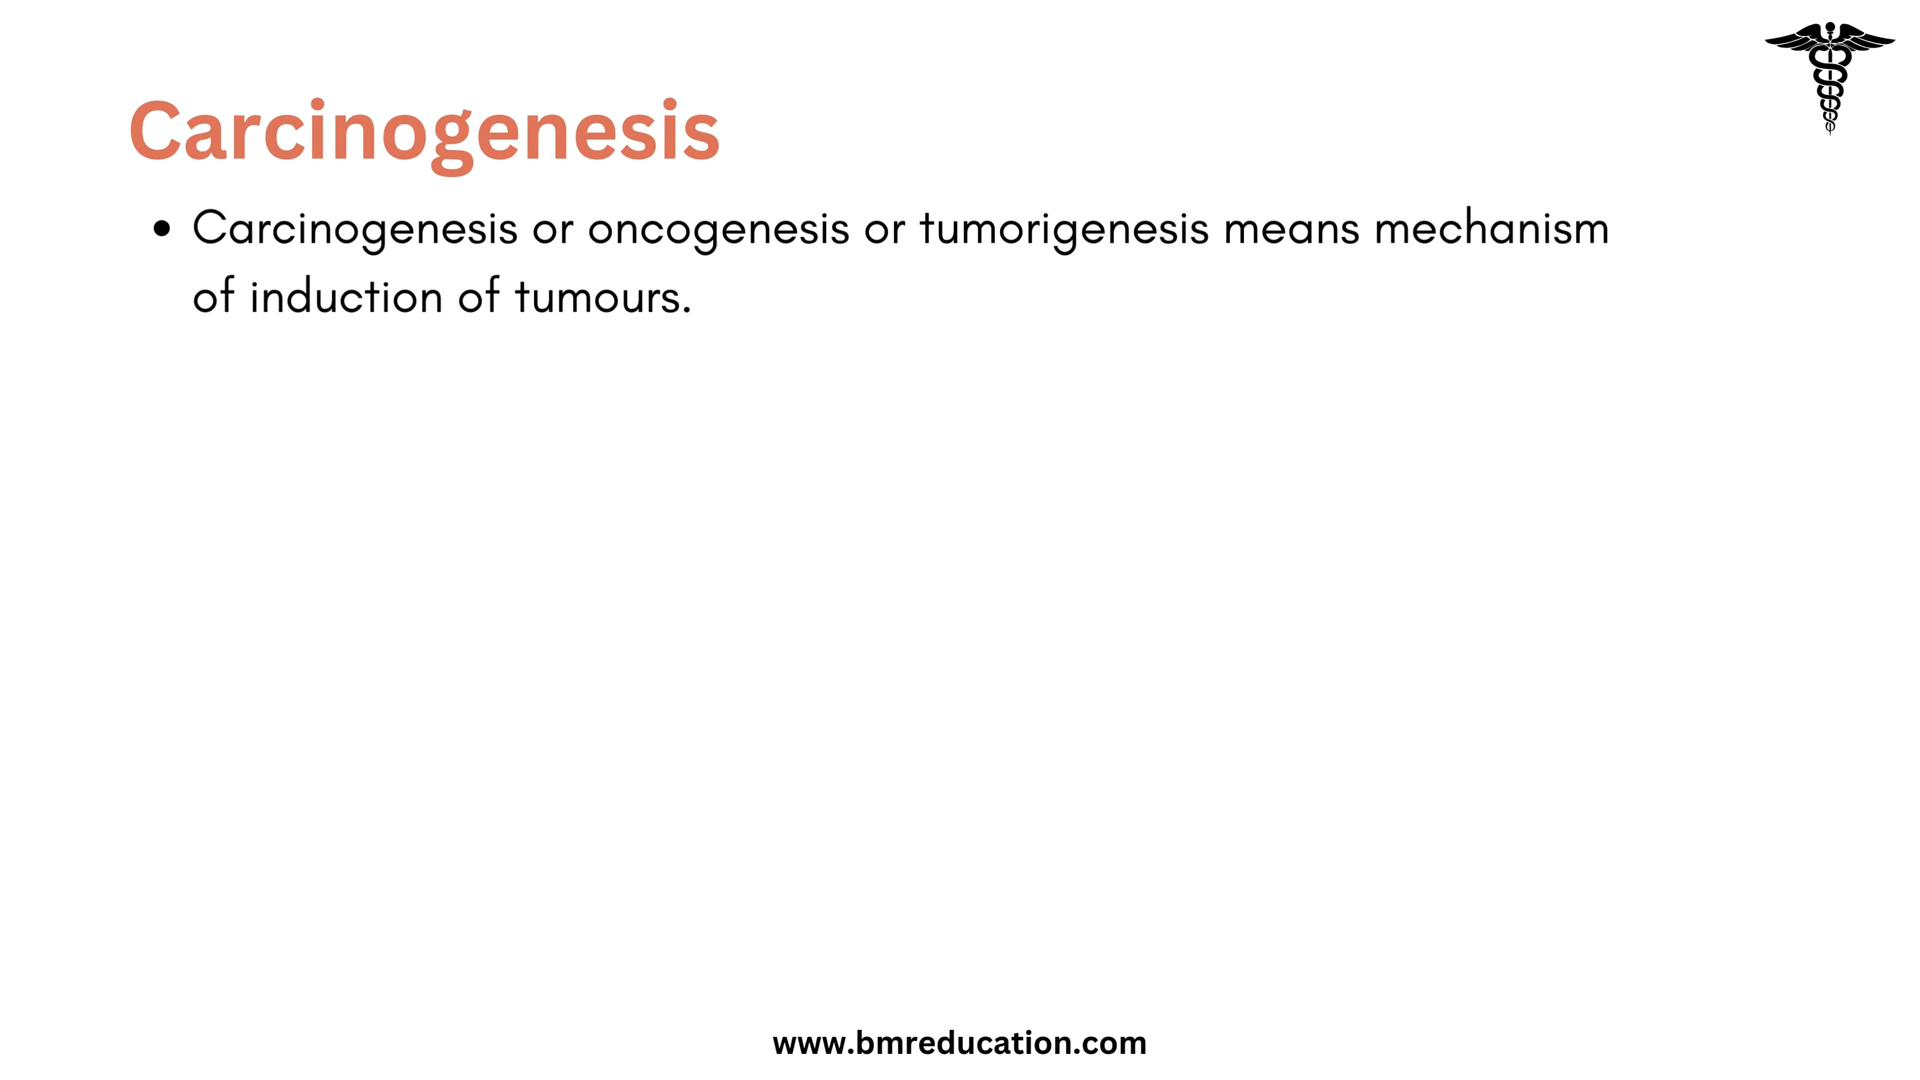 Carcinogenesis
• Carcinogenesis or oncogenesis or tumorigenesis means mechanism
of induction of tumours.
www.bmreducation.com